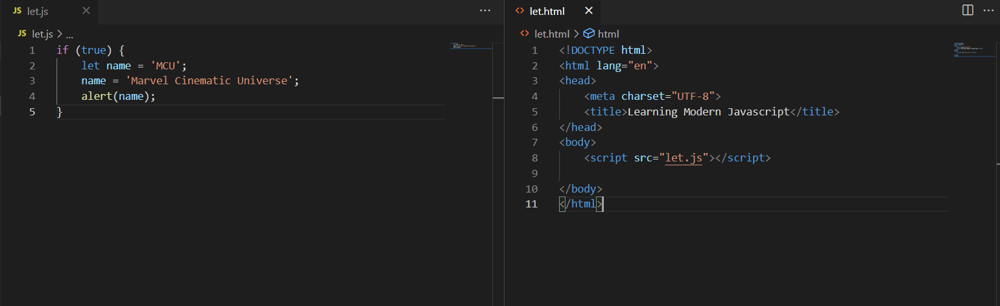 JS let.js
JS let.js > ...
1 if (true) {
2     let name = 'MCU';
3     name = 'Marvel Cinematic Universe';
4     alert(name);
5 }
<> let.html
<> let.html > html
1 <!DOCTYPE html>
2 <html lang="en">
3 <head>
4     <meta charset="UTF-8">
5     <title>Learning Modern Javascript</title>
6 </head>
7 <body>
8     <script src="let.js"></script>
9
10 </body>
11 </html>